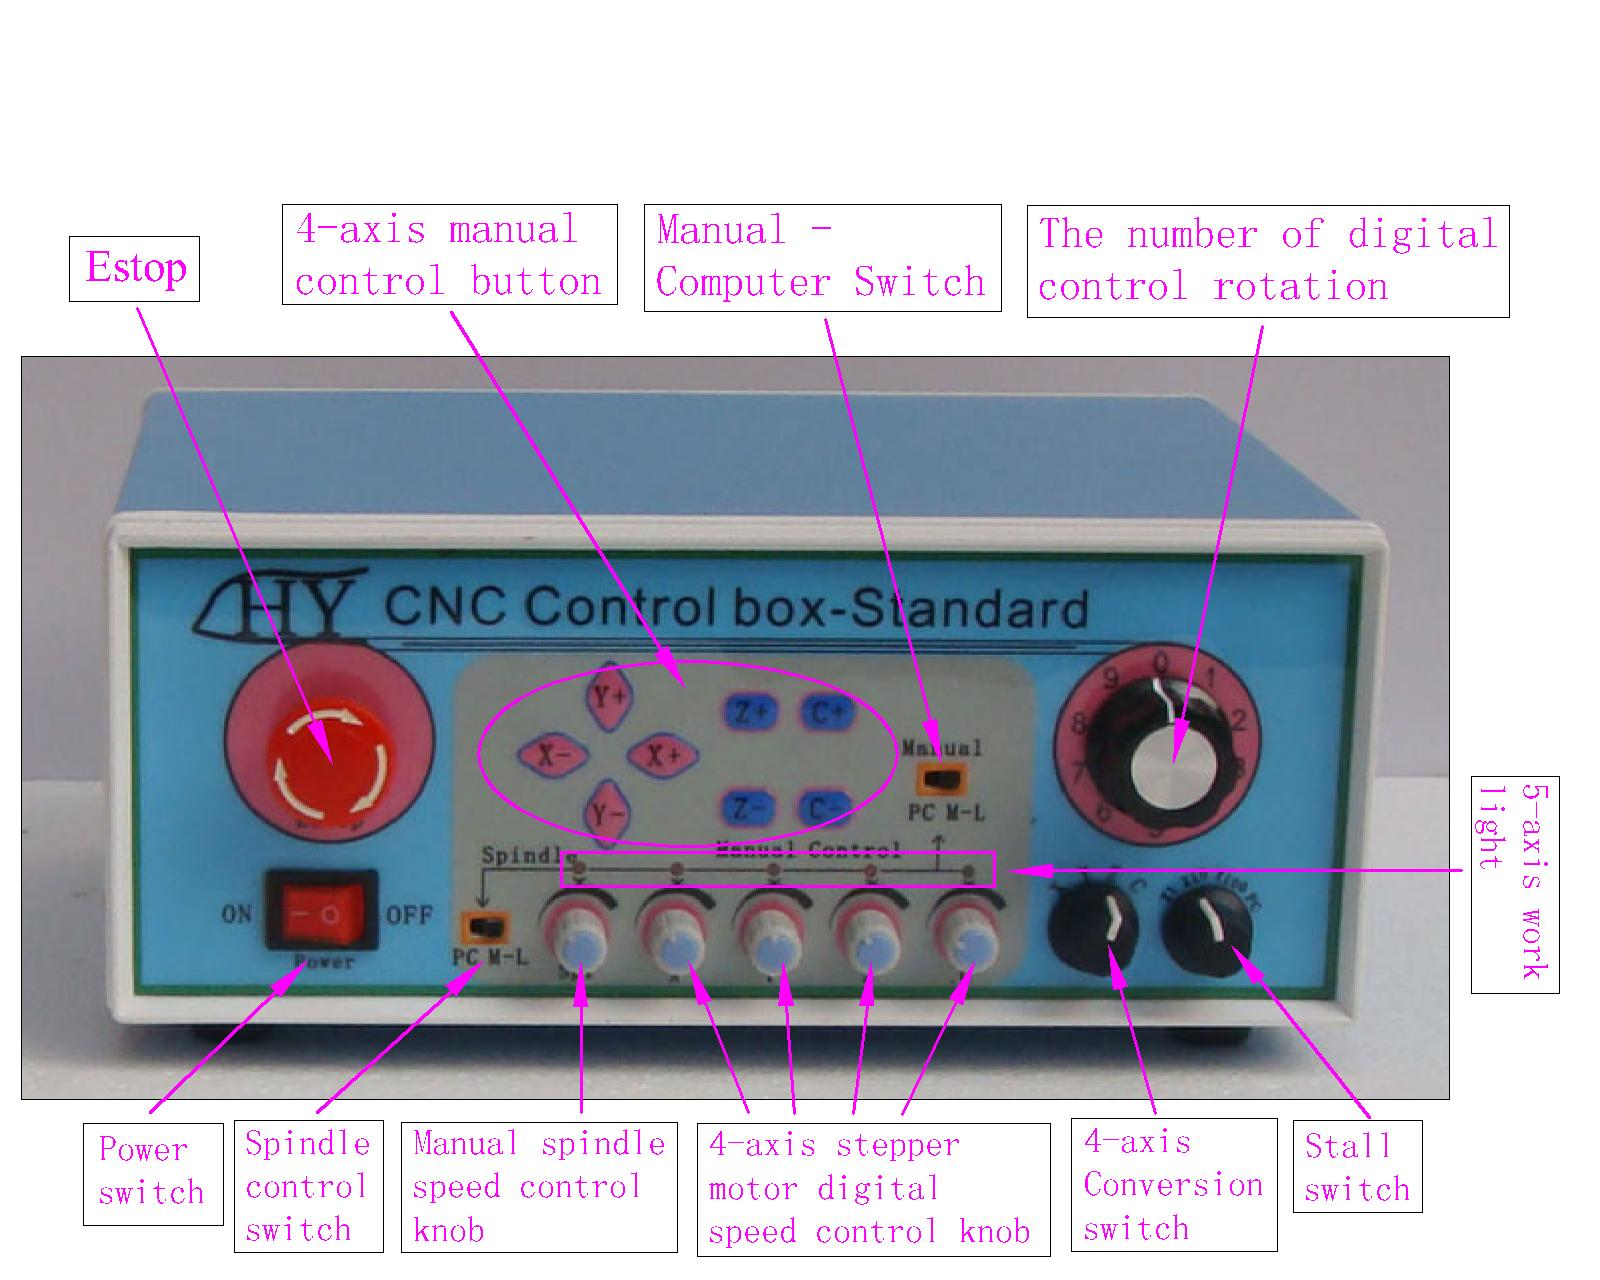 Estop
4-axis manual
control button
Manual -
Computer Switch
The number of digital
control rotation
HY CNC Control box-Standard
Y+
X-
X+
Y-
Z+
C+
Z-
C-
Manual
PC M-L
9 0 1
8 2
7
6
Spindle
Manual Control
ON
OFF
Power
PC M-L
C
X100 PC
5-axis work
light
Power
switch
Spindle
control
switch
Manual spindle
speed control
knob
4-axis stepper
motor digital
speed control knob
4-axis
Conversion
switch
Stall
switch